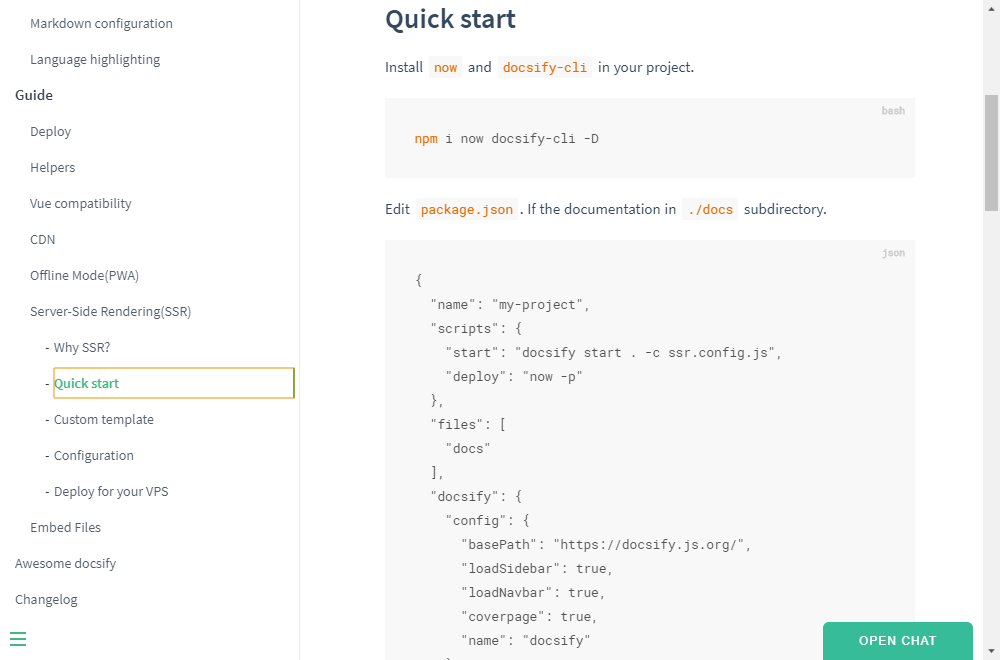 Markdown configuration
Language highlighting
Guide
Deploy
Helpers
Vue compatibility
CDN
Offline Mode(PWA)
Server-Side Rendering(SSR)
- Why SSR?
- Quick start
- Custom template
- Configuration
- Deploy for your VPS
Embed Files
Awesome docsify
Changelog
Quick start
Install now and docsify-cli in your project.
bash
npm i now docsify-cli -D
Edit package.json . If the documentation in ./docs subdirectory.
json
{
"name": "my-project",
"scripts": {
"start": "docsify start . -c ssr.config.js",
"deploy": "now -p"
},
"files": [
"docs"
],
"docsify": {
"config": {
"basePath": "https://docsify.js.org/",
"loadSidebar": true,
"loadNavbar": true,
"coverpage": true,
"name": "docsify"
OPEN CHAT